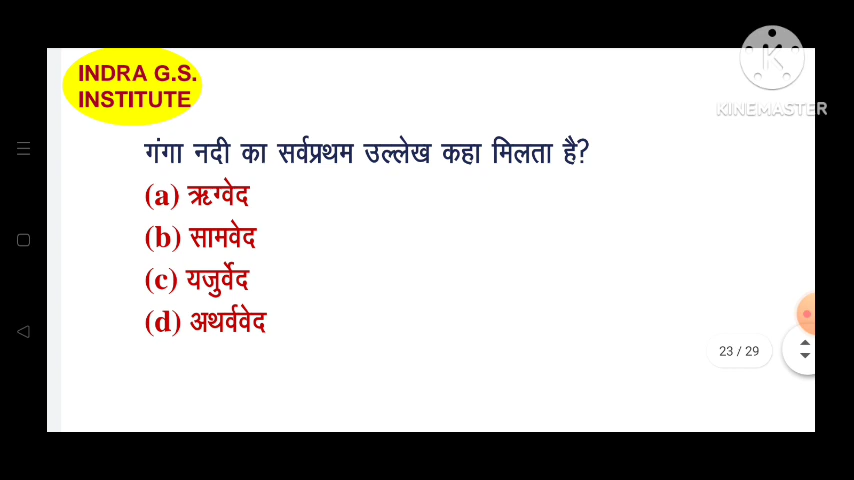 INDRA G.S.
INSTITUTE
KINEMASTER
गंगा नदी का सर्वप्रथम उल्लेख कहा मिलता है?
(a) ऋग्वेद
(b) सामवेद
(c) यजुर्वेद
(d) अथर्ववेद
23 / 29